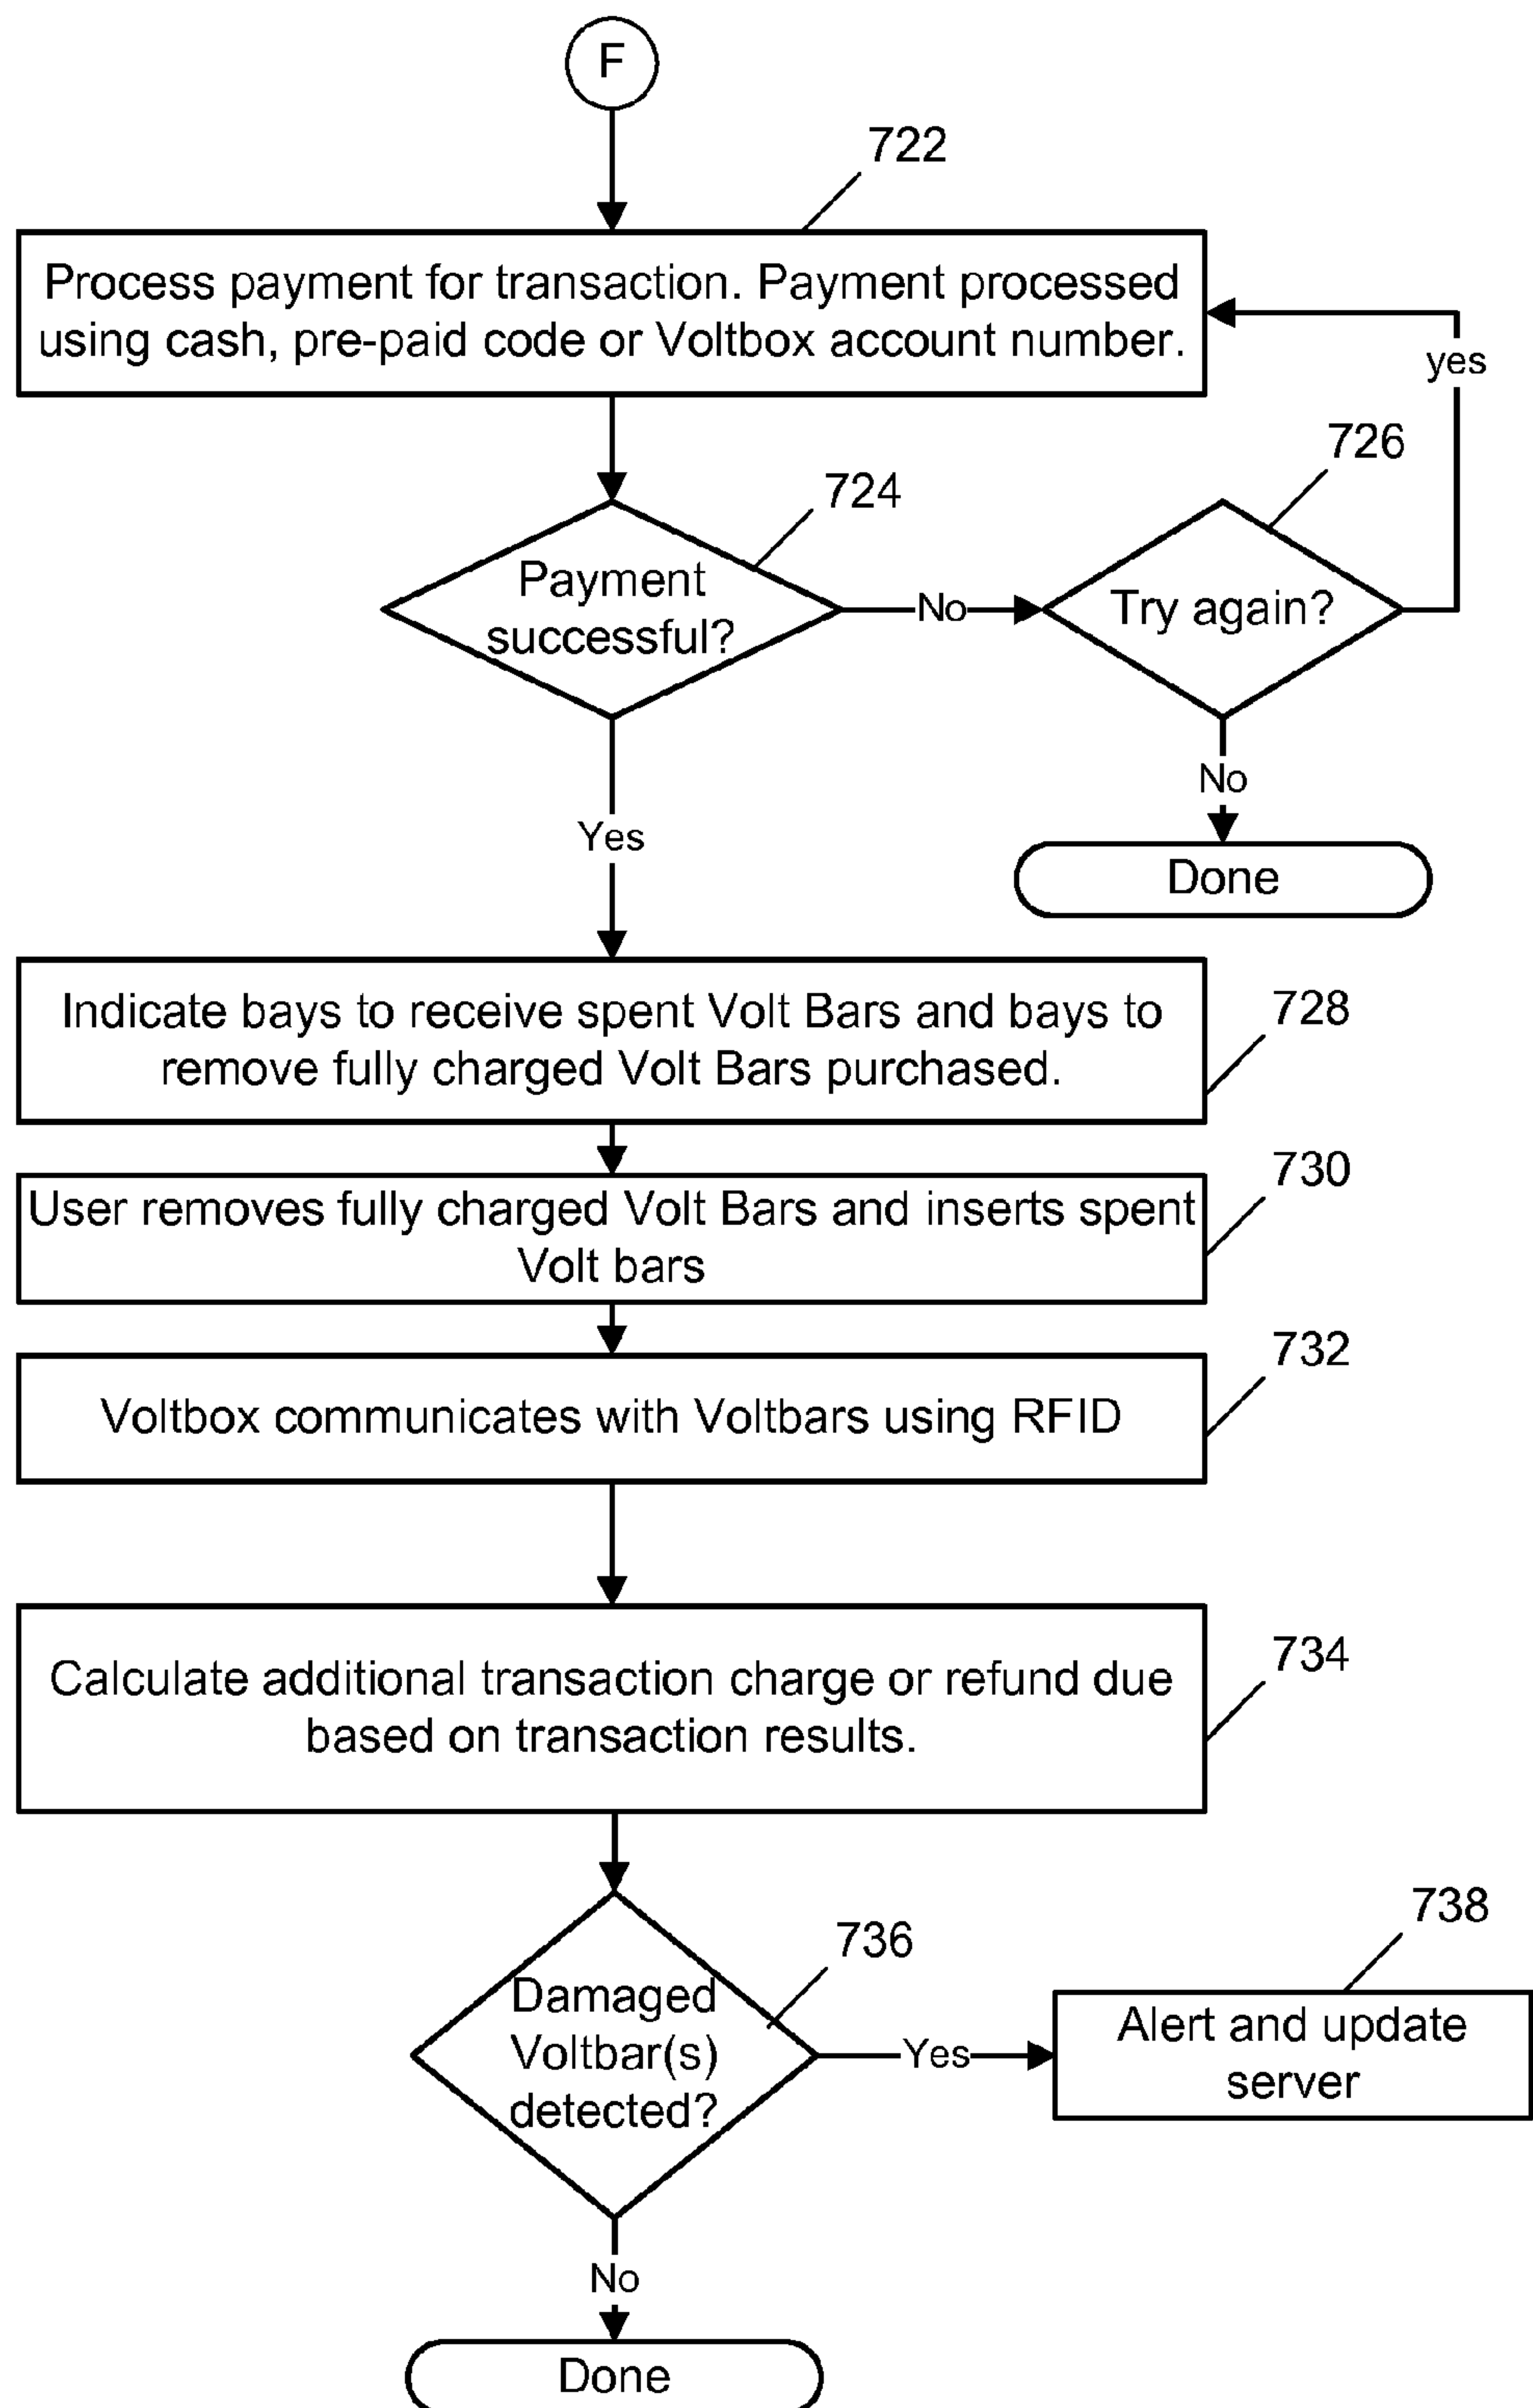 F
722
Process payment for transaction. Payment processed
using cash, pre-paid code or Voltbox account number.
yes
726
724
Payment
successful?
No
Try again?
No
Yes
Done
Indicate bays to receive spent Volt Bars and bays to
remove fully charged Volt Bars purchased.
728
730
User removes fully charged Volt Bars and inserts spent
Volt bars
732
Voltbox communicates with Voltbars using RFID
734
Calculate additional transaction charge or refund due
based on transaction results.
738
736
Damaged
Voltbar(s)
detected?
Yes
Alert and update
server
No
Done